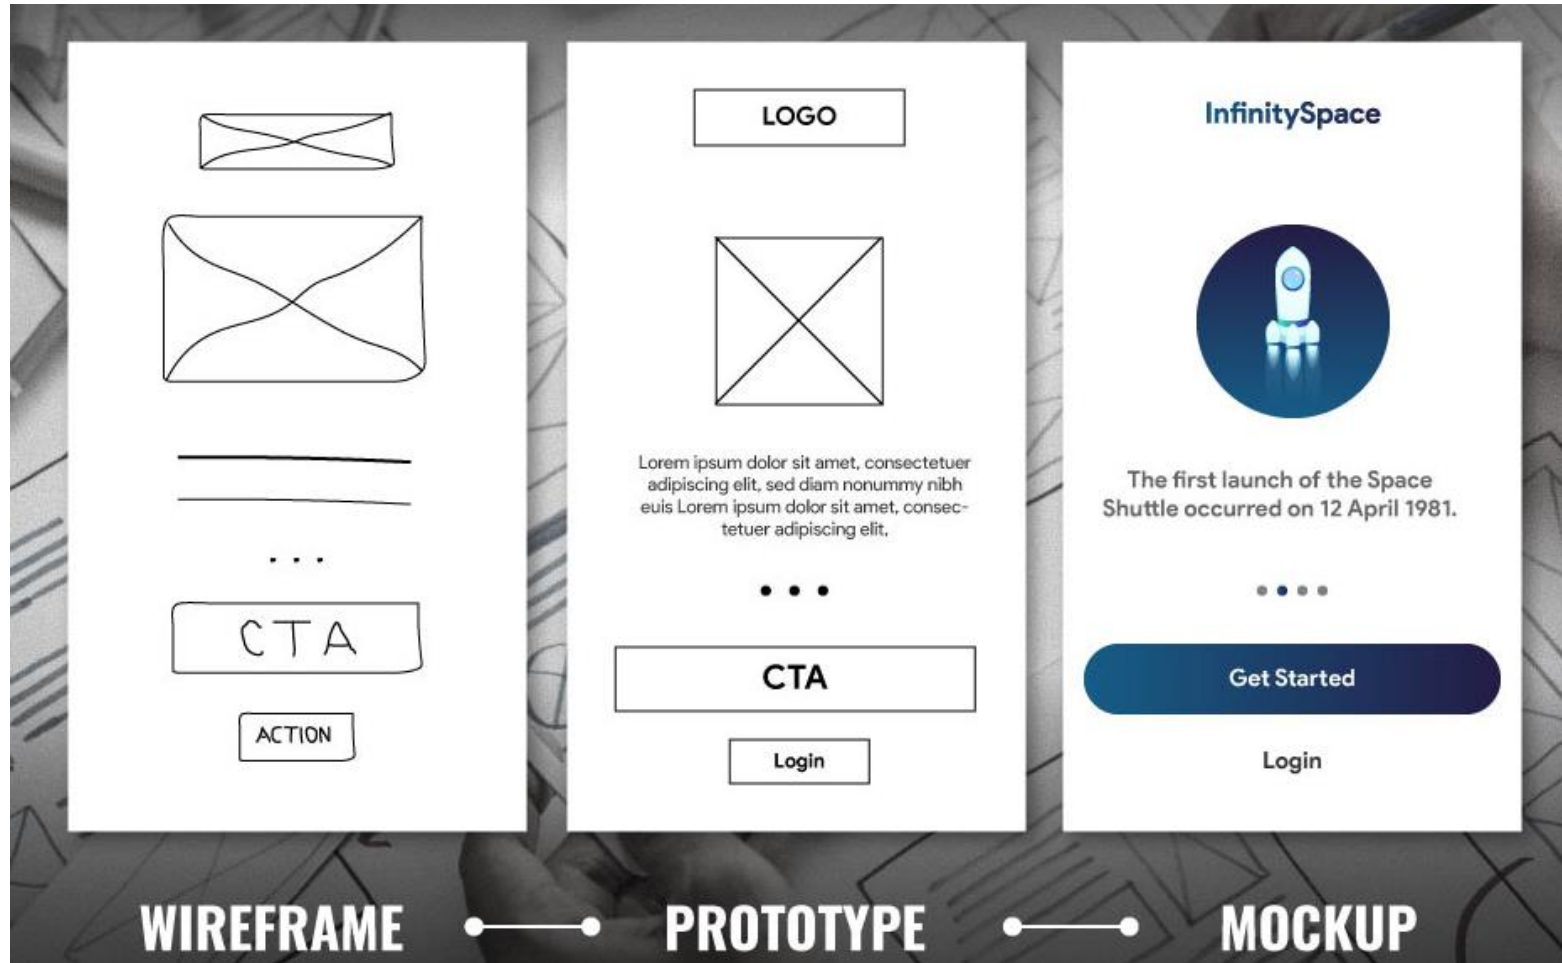 CTA
ACTION
LOGO
Lorem ipsum dolor sit amet, consectetuer
adipiscing elit, sed diam nonummy nibh
euis Lorem ipsum dolor sit amet, consec-
tetuer adipiscing elit,
CTA
Login
InfinitySpace
The first launch of the Space
Shuttle occurred on 12 April 1981.
Get Started
Login
WIREFRAME
PROTOTYPE
MOCKUP